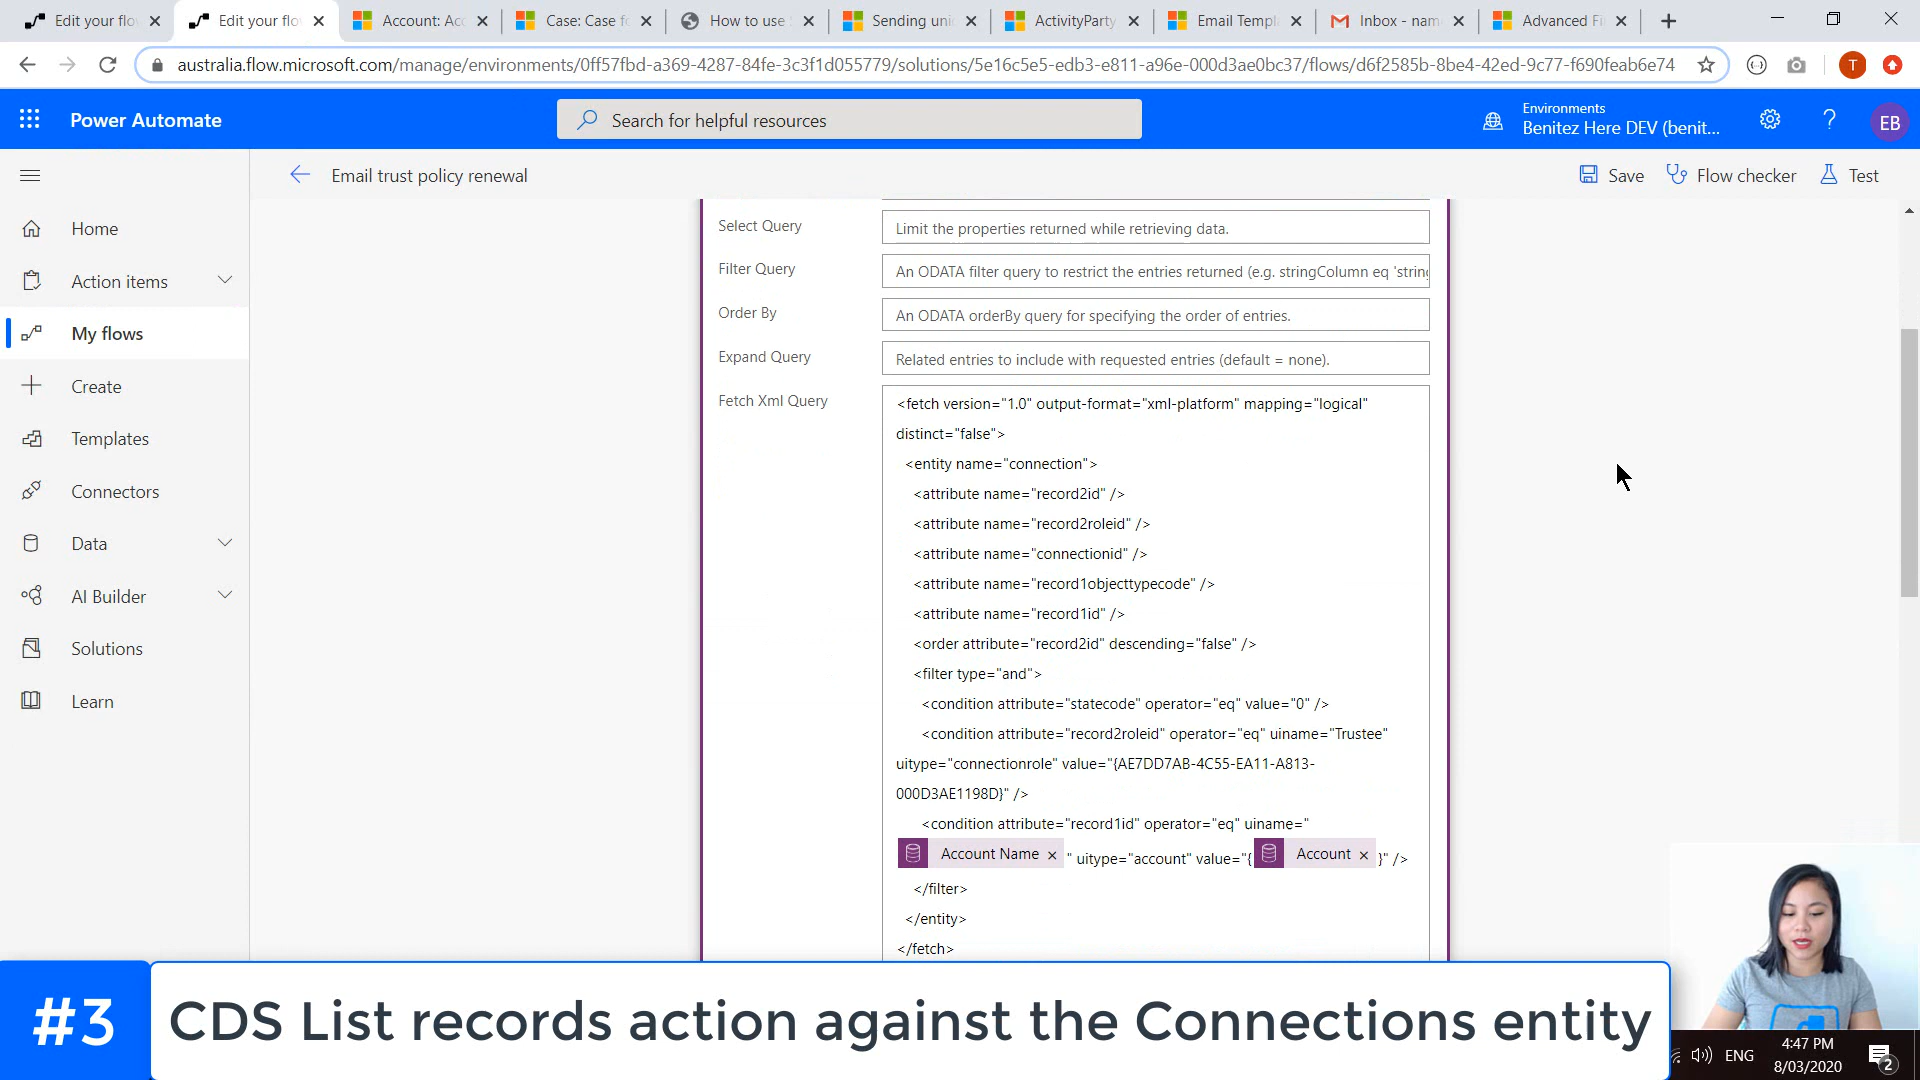 Edit your flo
Edit your flo
Account: Acc
Case: Case fo
How to use
Sending uni
ActivityParty
Email Templ
Inbox - nam
Advanced Fi
australia.flow.microsoft.com/manage/environments/0ff57fbd-a369-4287-84fe-3c3f1d055779/solutions/5e16c5e5-edb3-e811-a96e-000d3ae0bc37/flows/d6f2585b-8be4-42ed-9c77-f690feab6e74
T
Power Automate
Search for helpful resources
Environments
Benitez Here DEV (benit...
?
EB
Email trust policy renewal
Save
Flow checker
Test
Home
Action items
My flows
Create
Templates
Connectors
Data
AI Builder
Solutions
Learn
Select Query
Limit the properties returned while retrieving data.
Filter Query
An ODATA filter query to restrict the entries returned (e.g. stringColumn eq 'string
Order By
An ODATA orderBy query for specifying the order of entries.
Expand Query
Related entries to include with requested entries (default = none).
Fetch Xml Query
<fetch version="1.0" output-format="xml-platform" mapping="logical"
distinct="false">
<entity name="connection">
<attribute name="record2id" />
<attribute name="record2roleid" />
<attribute name="connectionid" />
<attribute name="record1objecttypecode" />
<attribute name="record1id" />
<order attribute="record2id" descending="false" />
<filter type="and">
<condition attribute="statecode" operator="eq" value="0" />
<condition attribute="record2roleid" operator="eq" uiname="Trustee"
uitype="connectionrole" value="{AE7DD7AB-4C55-EA11-A813-
000D3AE1198D}" />
<condition attribute="record1id" operator="eq" uiname="
Account Name × " uitype="account" value="{ Account × }" />
</filter>
</entity>
</fetch>
#3
CDS List records action against the Connections entity
ENG
4:47 PM
8/03/2020
2